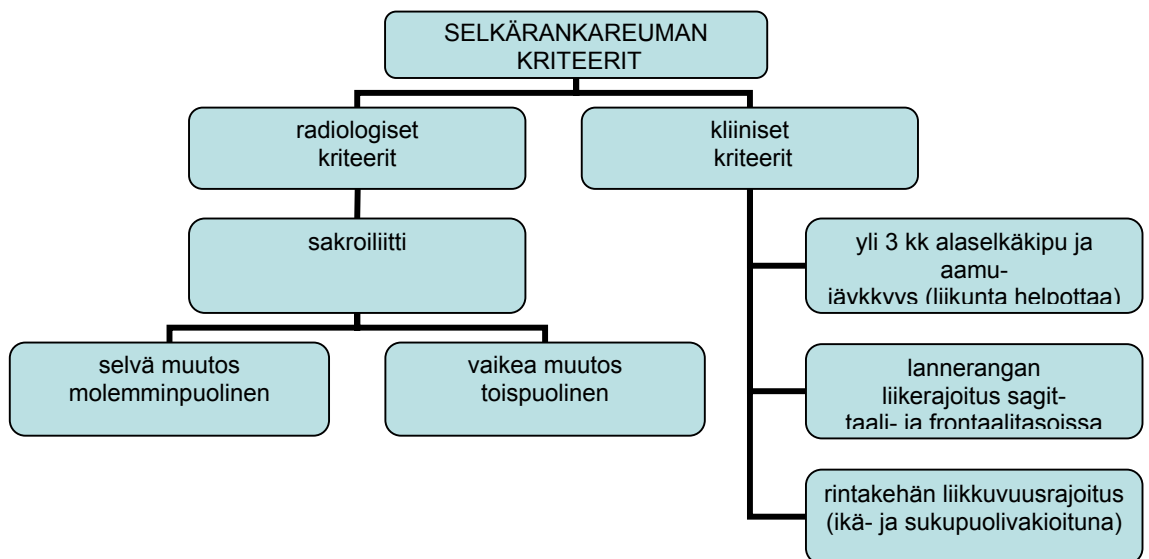 SELKÄRANKAREUMAN
KRITEERIT
radiologiset
kriteerit
kliiniset
kriteerit
sakroiliitti
yli 3 kk alaselkäkipu ja
aamu-
jäykkyys (liikunta helpottaa)
selvä muutos
molemminpuolinen
vaikea muutos
toispuolinen
lannerangan
liikerajoitus sagit-
taali- ja frontaalitasoissa
rintakehän liikkuvuusrajoitus
(ikä- ja sukupuolivakioituna)